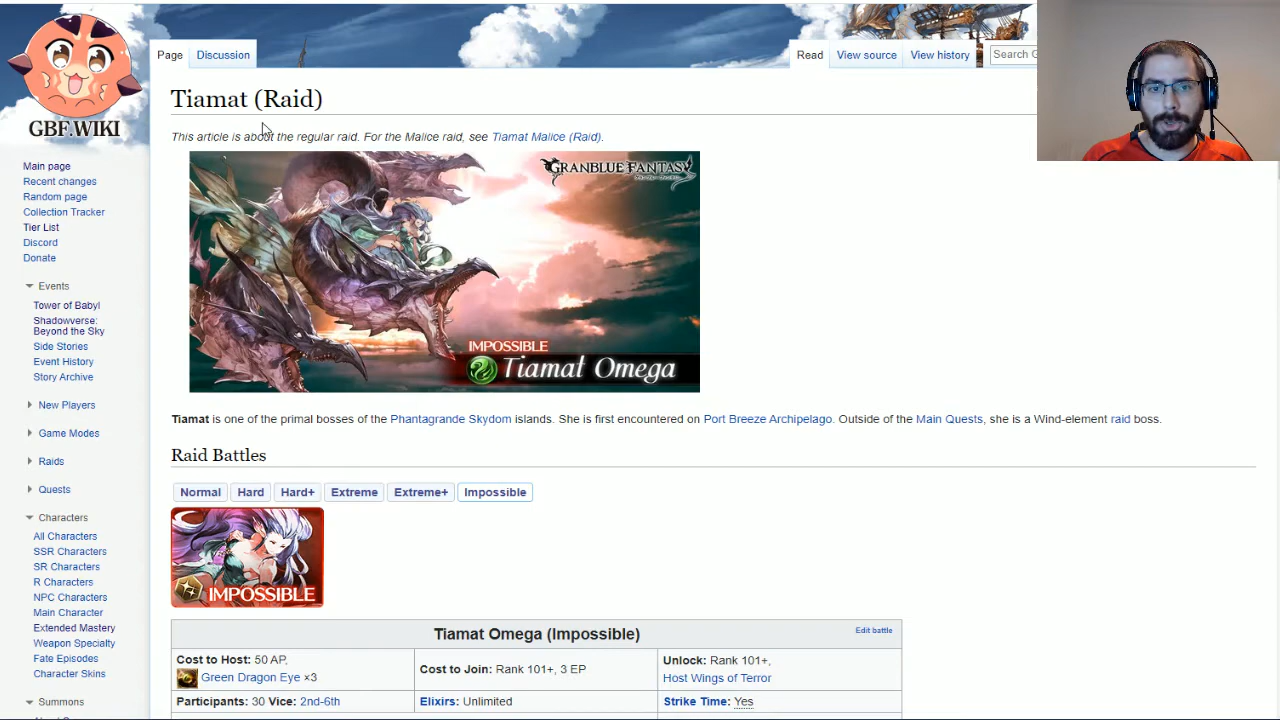 GBF.WIKI
Page
Discussion
Read
View source
View history
Search G
Tiamat (Raid)
This article is about the regular raid. For the Malice raid, see Tiamat Malice (Raid).
GRANBLUE FANTASY
IMPOSSIBLE
Tiamat Omega
Main page
Recent changes
Random page
Collection Tracker
Tier List
Discord
Donate
Events
Tower of Babyl
Shadowverse:
Beyond the Sky
Side Stories
Event History
Story Archive
New Players
Game Modes
Raids
Quests
Characters
All Characters
SSR Characters
SR Characters
R Characters
NPC Characters
Main Character
Extended Mastery
Weapon Specialty
Fate Episodes
Character Skins
Summons
Tiamat is one of the primal bosses of the Phantagrande Skydom islands. She is first encountered on Port Breeze Archipelago. Outside of the Main Quests, she is a Wind-element raid boss.
Raid Battles
Normal
Hard
Hard+
Extreme
Extreme+
Impossible
IMPOSSIBLE
Tiamat Omega (Impossible)
Edit battle
Cost to Host: 50 AP,
Green Dragon Eye ×3
Cost to Join: Rank 101+, 3 EP
Unlock: Rank 101+,
Host Wings of Terror
Participants: 30 Vice: 2nd-6th
Elixirs: Unlimited
Strike Time: Yes